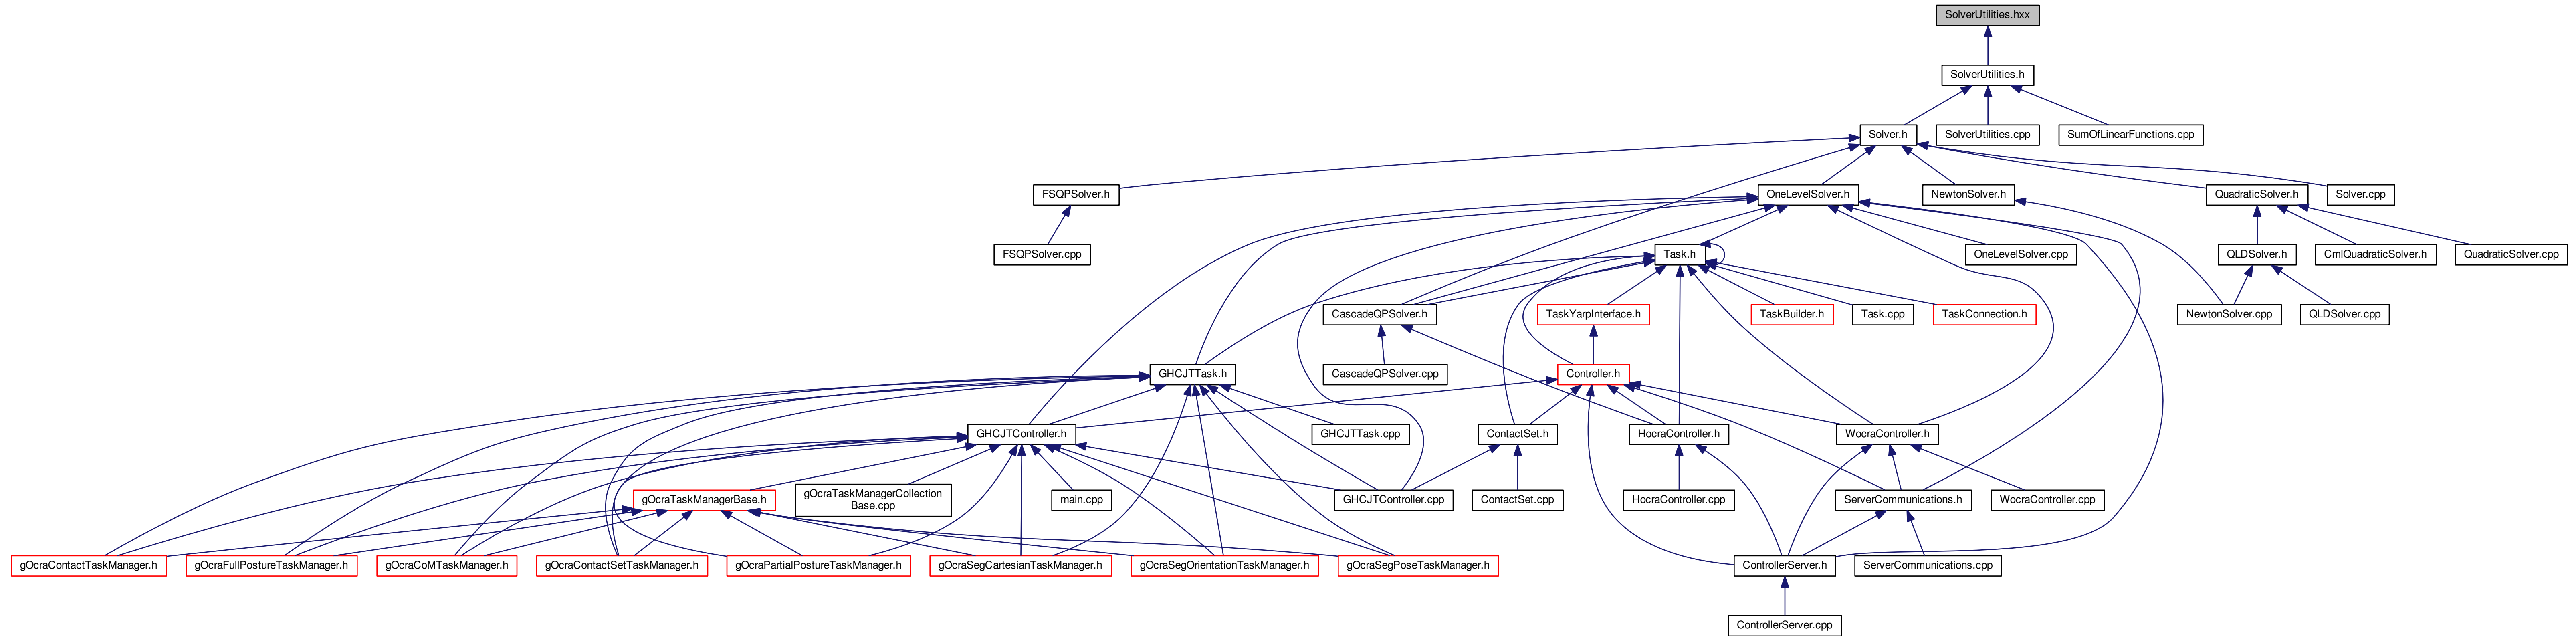 SolverUtilities.hxx
SolverUtilities.h
Solver.h
SolverUtilities.cpp
SumOfLinearFunctions.cpp
FSQPSolver.h
OneLevelSolver.h
NewtonSolver.h
QuadraticSolver.h
Solver.cpp
FSQPSolver.cpp
Task.h
OneLevelSolver.cpp
QLDSolver.h
CmlQuadraticSolver.h
QuadraticSolver.cpp
CascadeQPSolver.h
TaskYarpInterface.h
TaskBuilder.h
Task.cpp
TaskConnection.h
NewtonSolver.cpp
QLDSolver.cpp
GHCJTTask.h
CascadeQPSolver.cpp
Controller.h
GHCJTController.h
GHCJTTask.cpp
ContactSet.h
HocraController.h
WocraController.h
gOcraTaskManagerBase.h
gOcraTaskManagerCollection
Base.cpp
main.cpp
GHCJTController.cpp
ContactSet.cpp
HocraController.cpp
ServerCommunications.h
WocraController.cpp
gOcraContactTaskManager.h
gOcraFullPostureTaskManager.h
gOcraCoMTaskManager.h
gOcraContactSetTaskManager.h
gOcraPartialPostureTaskManager.h
gOcraSegCartesianTaskManager.h
gOcraSegOrientationTaskManager.h
gOcraSegPoseTaskManager.h
ControllerServer.h
ServerCommunications.cpp
ControllerServer.cpp